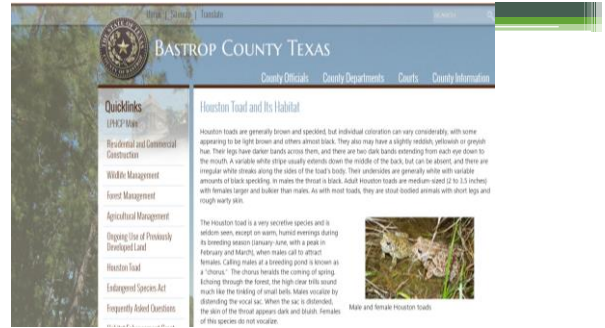 Home | Sitemap | Translate
SEARCH
THE STATE OF TEXAS
BASTROP COUNTY TEXAS
County Officials County Departments Courts County Information
Quicklinks
LPHCP Main
Residential and Commercial
Construction
Wildlife Management
Forest Management
Agricultural Management
Ongoing Use of Previously
Developed Land
Houston Toad
Endangered Species Act
Frequently Asked Questions
Houston Toad and Its Habitat
Houston toads are generally brown and speckled, but individual coloration can vary considerably, with some
appearing to be light brown and others almost black. They also may have a slightly reddish, yellowish or greyish
hue. Their legs have darker bands across them, and there are two dark bands extending from each eye down to
the mouth. A variable white stripe usually extends down the middle of the back, but can be absent, and there are
irregular white streaks along the sides of the toad's body. Their undersides are generally white with variable
amounts of black speckling. In males the throat is black. Adult Houston toads are medium-sized (2 to 3.5 inches)
with females larger and bulkier than males. As with most toads, they are stout-bodied animals with short legs and
rough warty skin.
The Houston toad is a very secretive species and is
seldom seen, except on warm, humid evenings during
its breeding season (January-June, with a peak in
February and March), when males call to attract
females. Calling males at a breeding pond is known as
a "chorus." The chorus heralds the coming of spring.
Echoing through the forest, the high clear trills sound
much like the tinkling of small bells. Males vocalize by
distending the vocal sac. When the sac is distended,
the skin of the throat appears dark and bluish. Females
of this species do not vocalize.
Male and female Houston toads